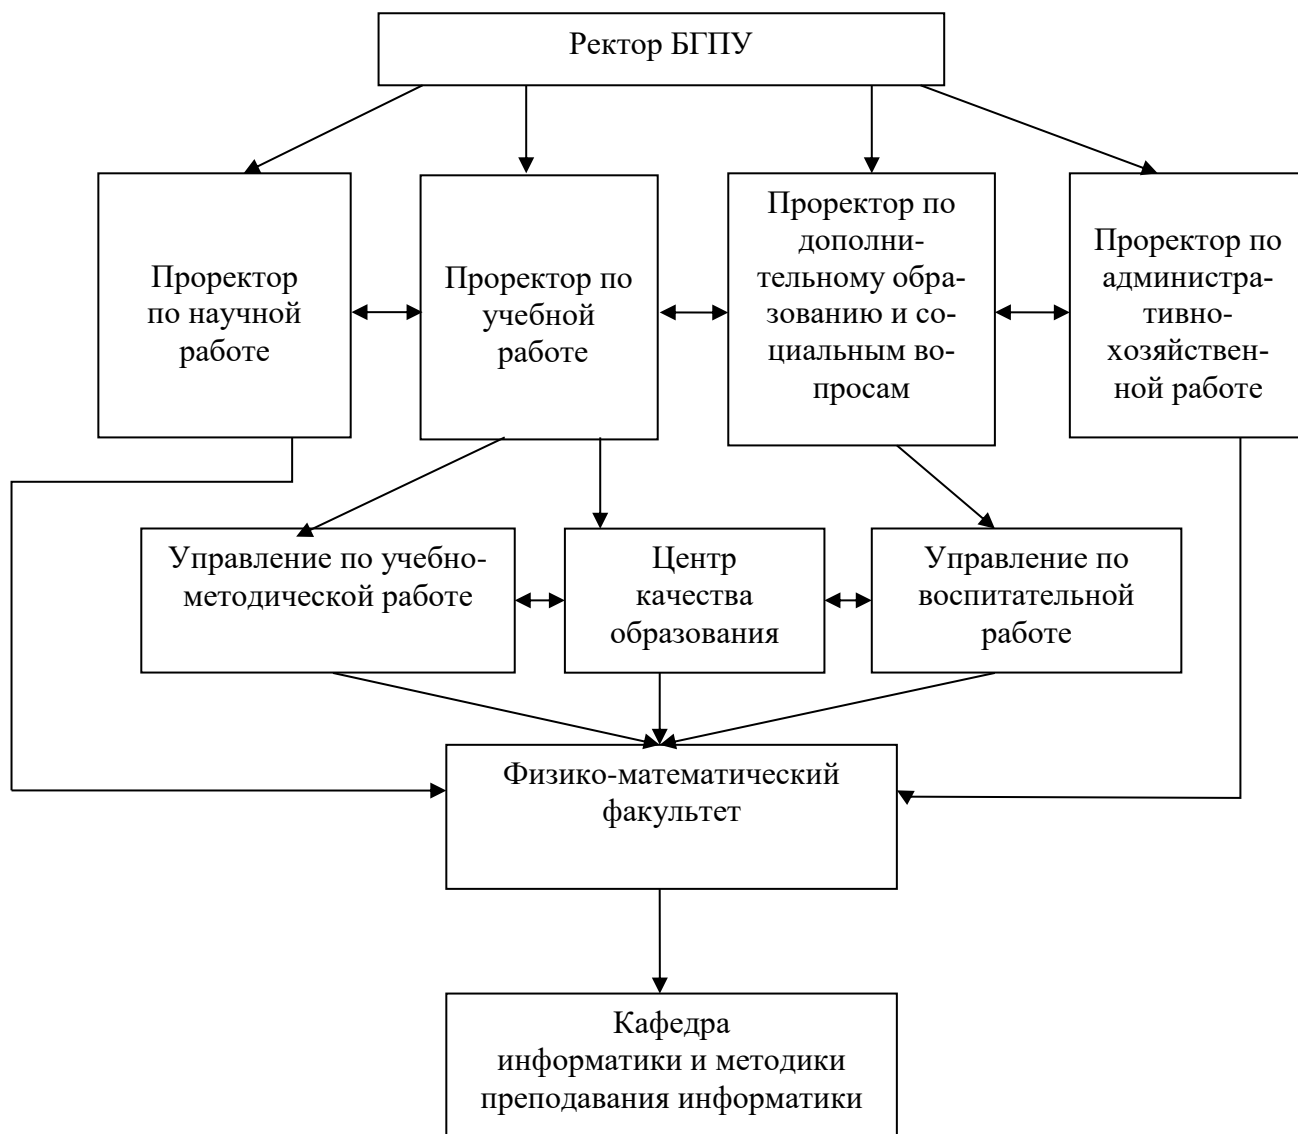 Ректор БГПУ
Проректор
по научной
работе
Проректор по
учебной
работе
Проректор по
дополни-
тельному обра-
зованию и со-
циальным во-
просам
Проректор по
администра-
тивно-
хозяйствен-
ной работе
Управление по учебно-
методической работе
Центр
качества
образования
Управление по
воспитательной
работе
Физико-математический
факультет
Кафедра
информатики и методики
преподавания информатики